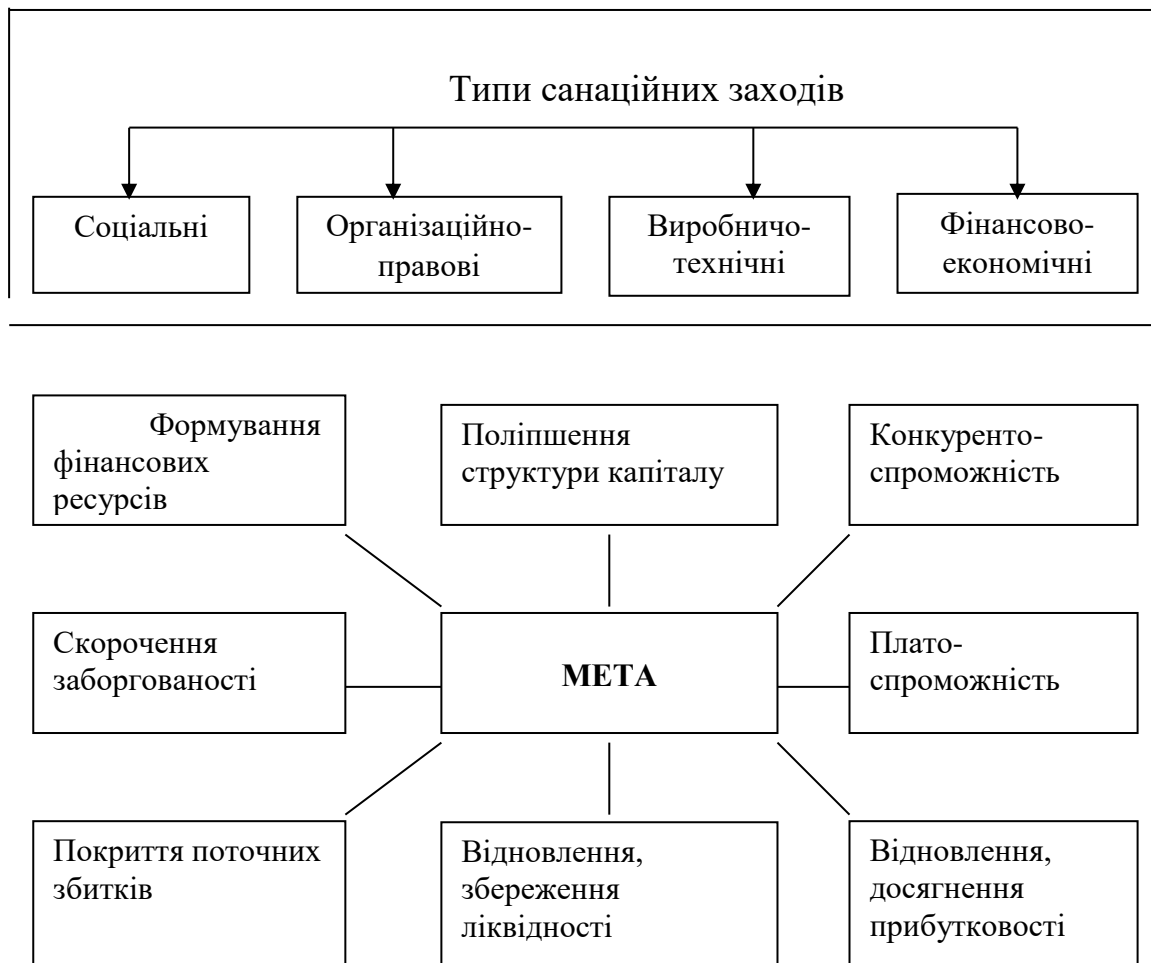 Типи санаційних заходів
Соціальні
Організаційно-
правові
Виробничо-
технічні
Фінансово-
економічні
Формування
фінансових
ресурсів
Поліпшення
структури капіталу
Конкуренто-
спроможність
Скорочення
заборгованості
МЕТА
Плато-
спроможність
Покриття поточних
збитків
Відновлення,
збереження
ліквідності
Відновлення,
досягнення
прибутковості